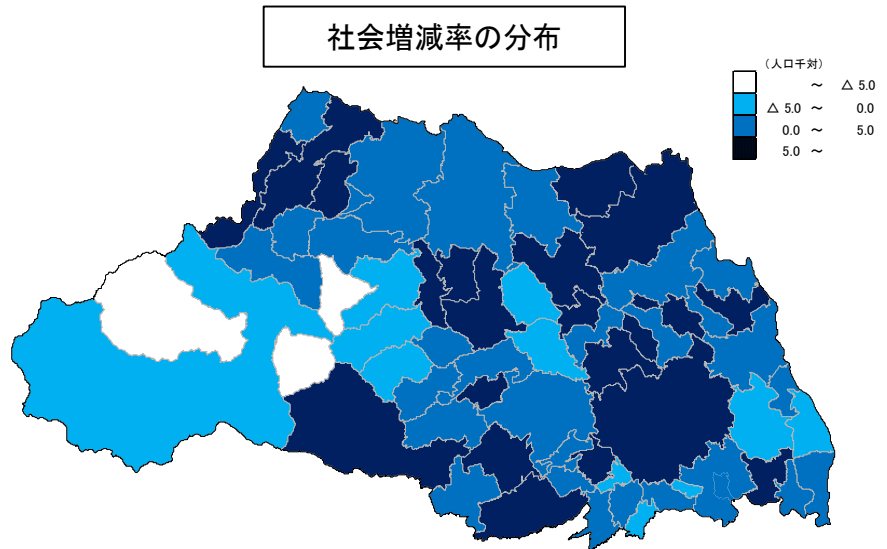 社会増減率の分布
（人口千対）
～ △ 5.0
△ 5.0 ～ 0.0
0.0 ～ 5.0
5.0 ～